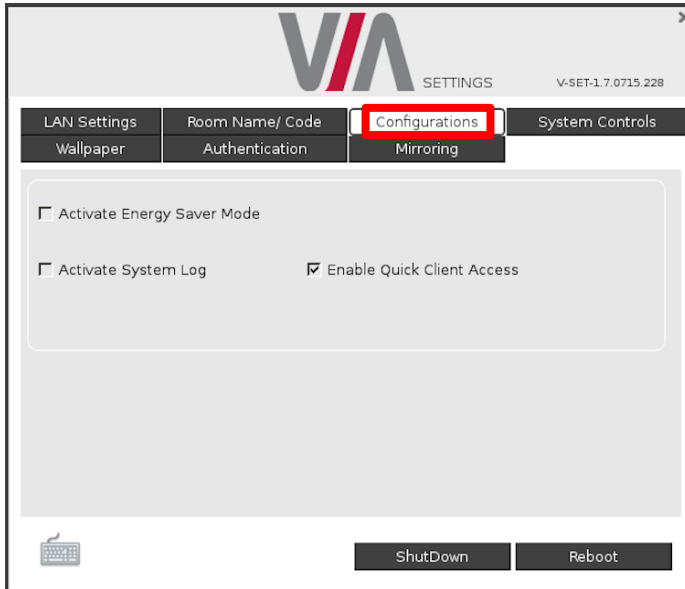 VIA
SETTINGS V-SET-1.7.0715.228
LAN Settings Room Name/ Code Configurations System Controls
Wallpaper Authentication Mirroring
Activate Energy Saver Mode
Activate System Log Enable Quick Client Access
ShutDown Reboot